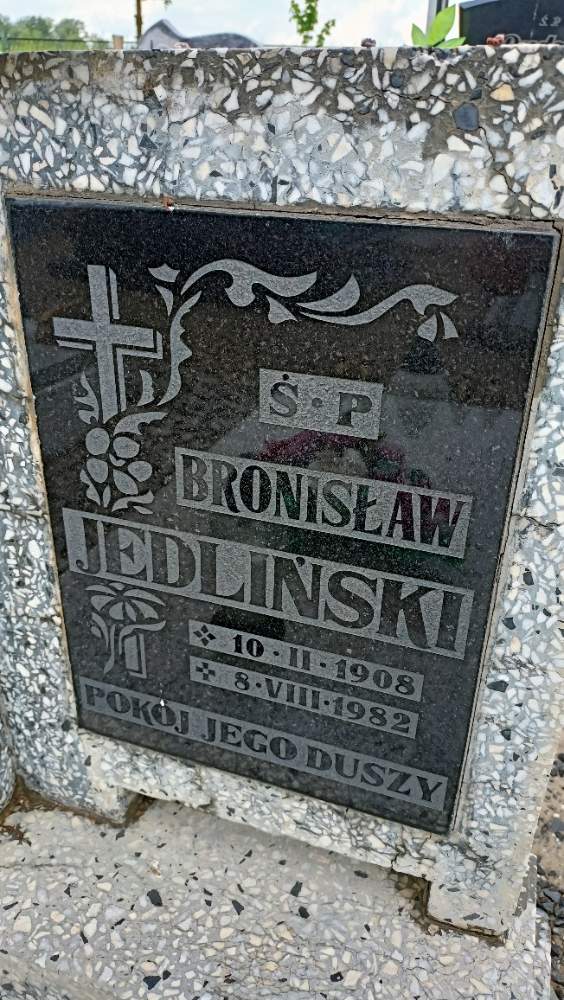 Ś·P
BRONISŁAW
JEDLIŃSKI
10·II·1908
8·VIII·1982
POKÓJ JEGO DUSZY